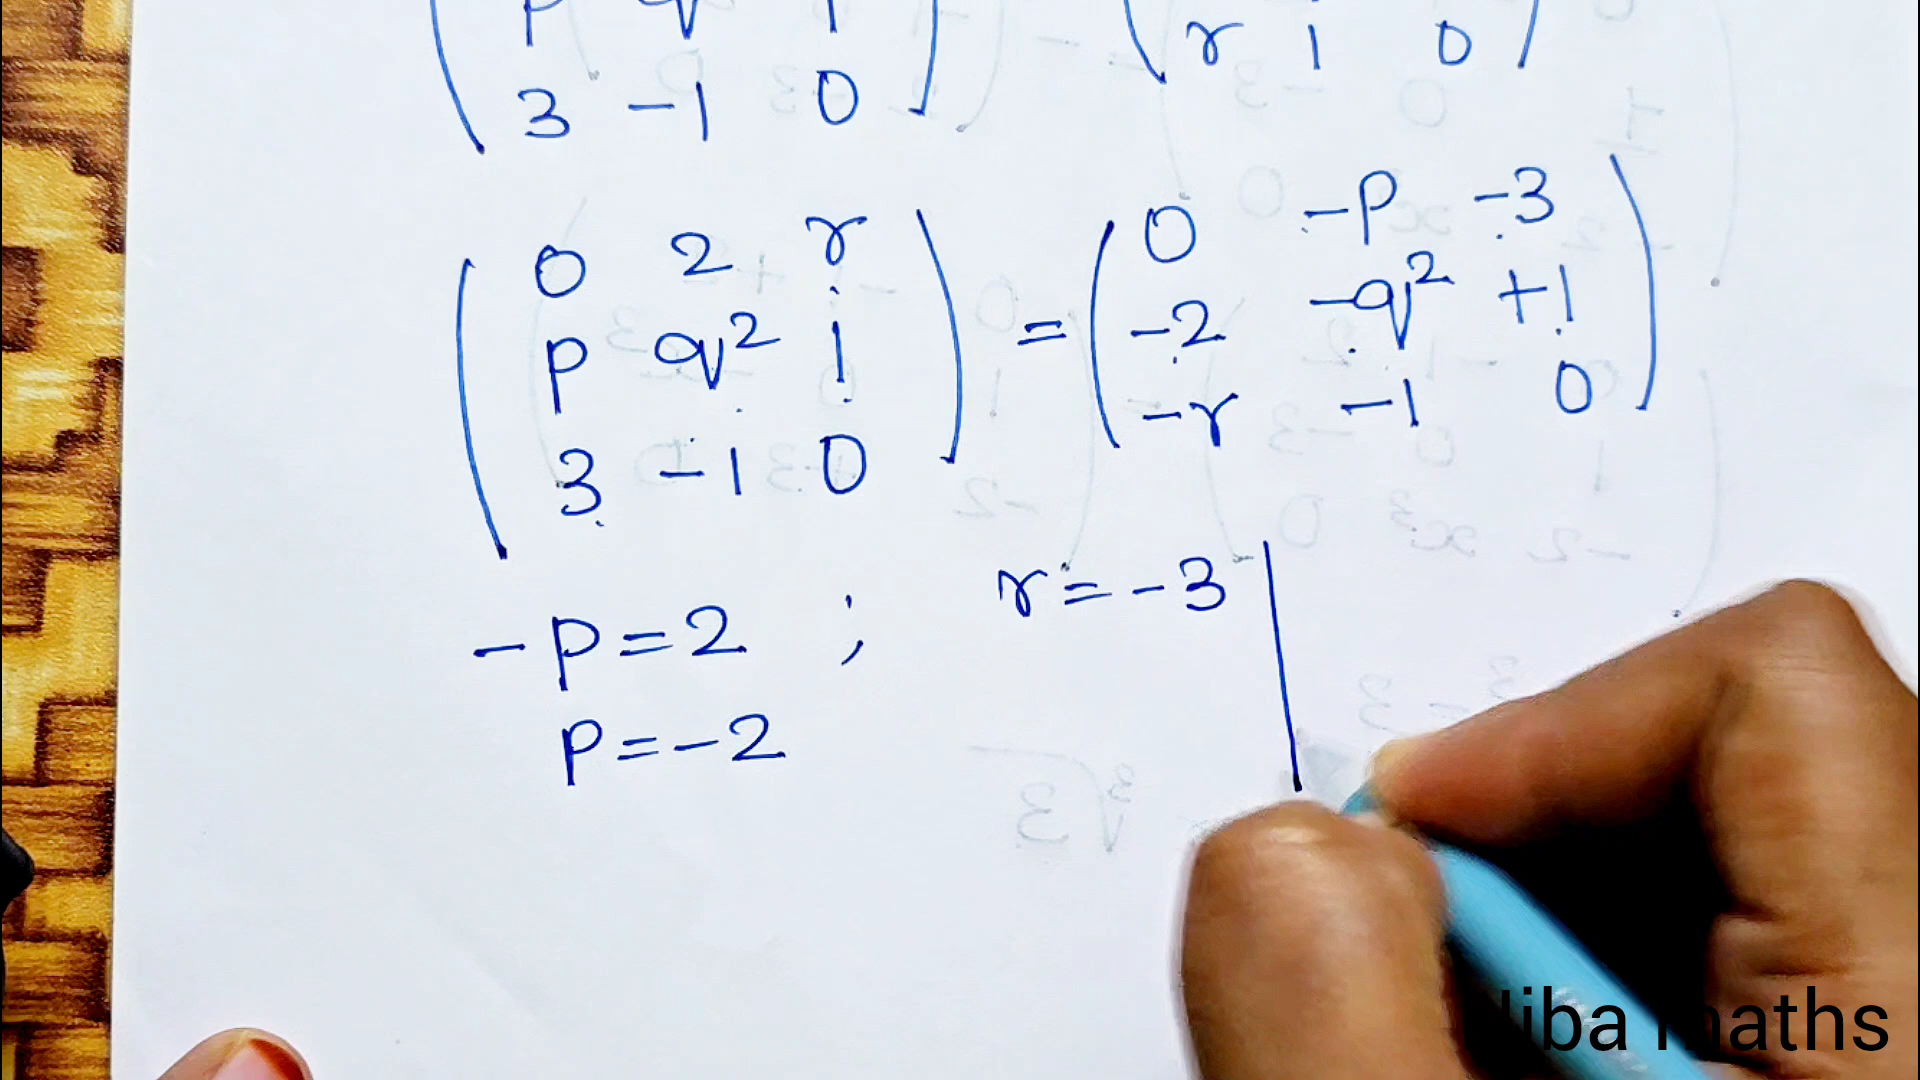 p q 1
r 1 0
3 -1 0
0 2 r = 0 -p -3
p q² 1 -2 -q² +1
3 -1 0 -r -1 0
-p = 2 ; r = -3
p = -2
maths